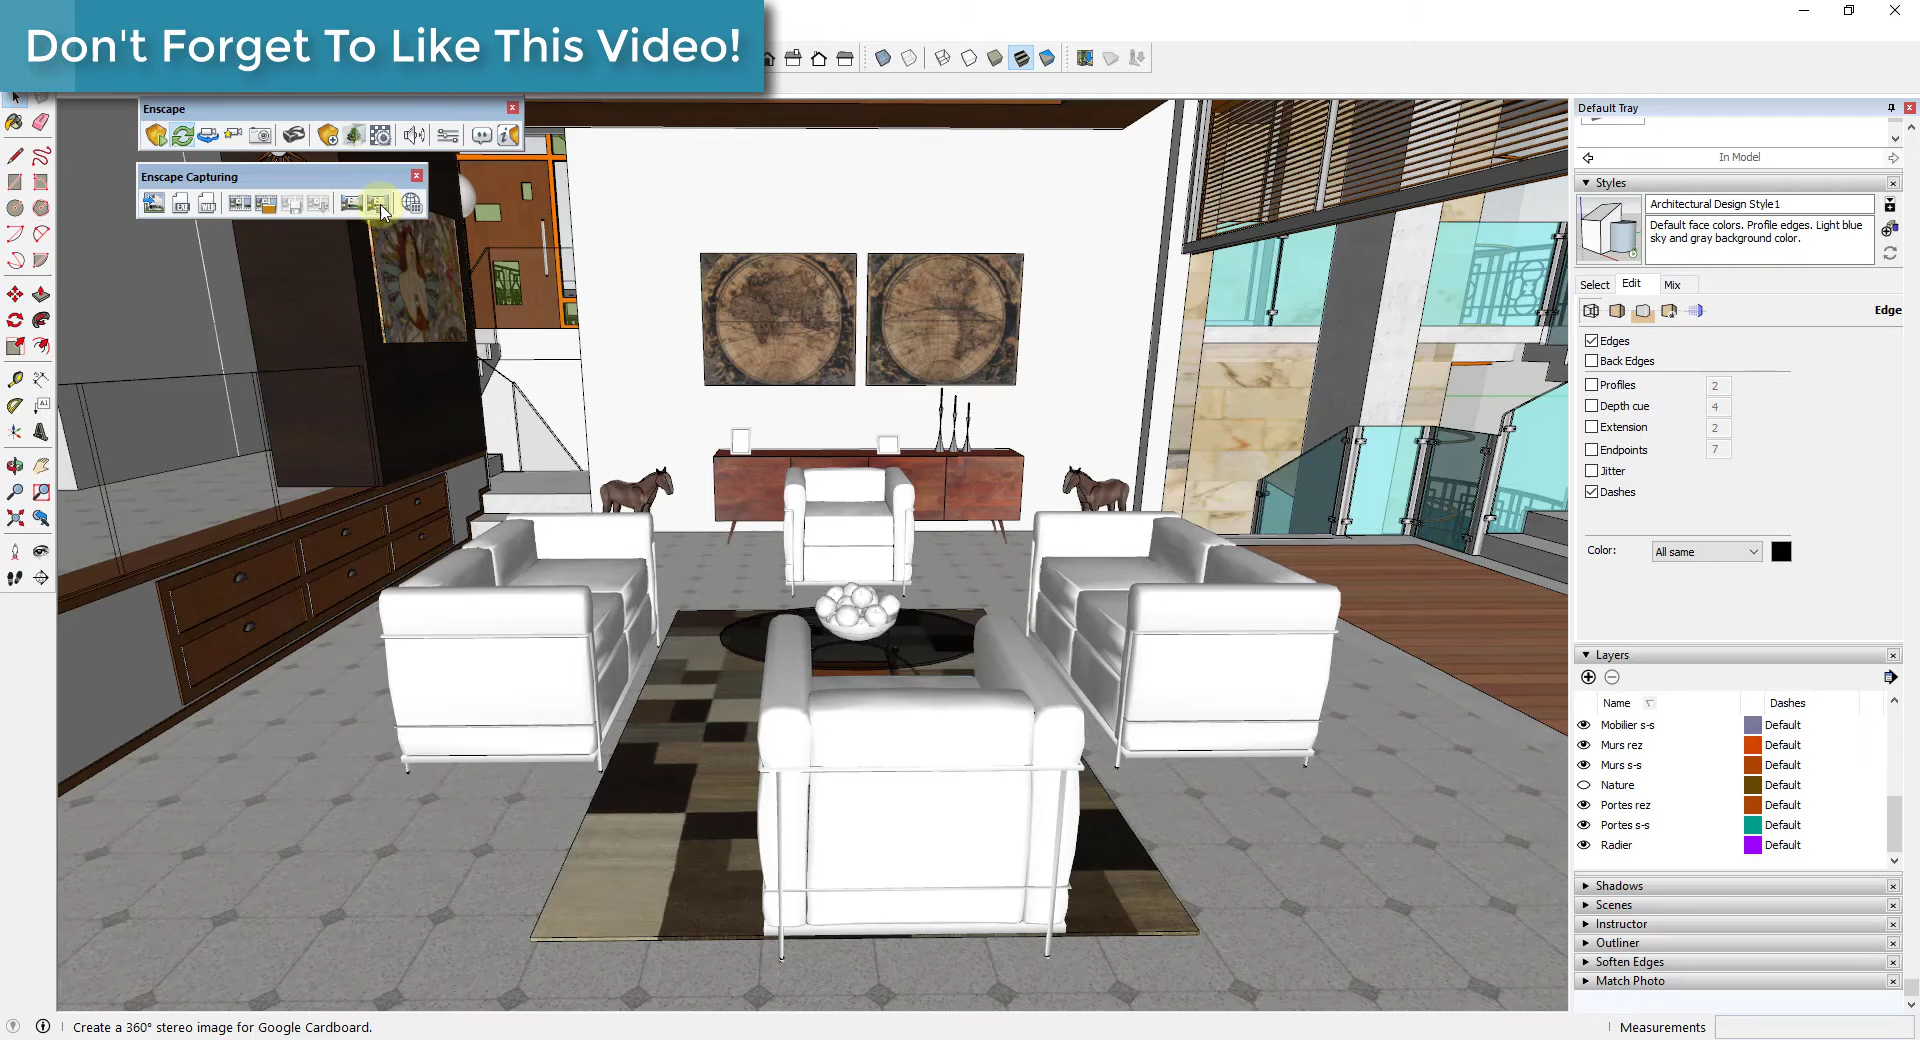 Don't Forget To Like This Video!
Enscape
Enscape Capturing
EXE
WEB
A1
Default Tray
In Model
Styles
Architectural Design Style1
Default face colors. Profile edges. Light blue
sky and gray background color.
Select Edit Mix
Edge
Edges
Back Edges
Profiles 2
Depth cue 4
Extension 2
Endpoints 7
Jitter
Dashes
Color: All same
Layers
Name Dashes
Mobilier s-s Default
Murs rez Default
Murs s-s Default
Nature Default
Portes rez Default
Portes s-s Default
Radier Default
Shadows
Scenes
Instructor
Outliner
Soften Edges
Match Photo
Create a 360° stereo image for Google Cardboard.
Measurements